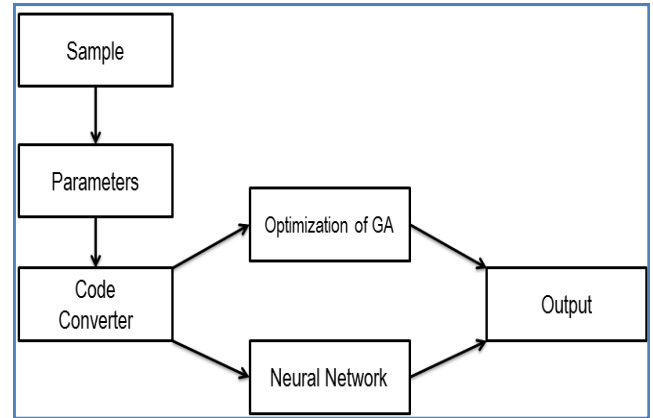 Sample
Parameters
Code
Converter
Optimization of GA
Neural Network
Output